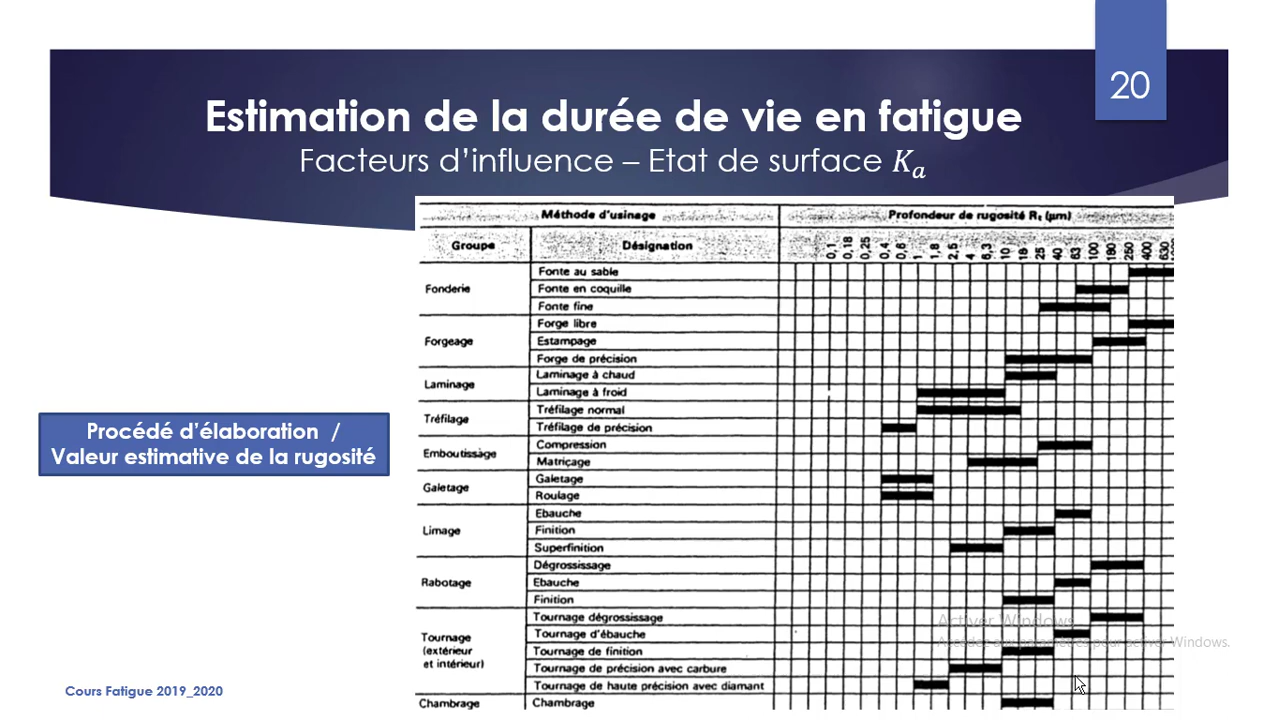 20
Estimation de la durée de vie en fatigue
Facteurs d'influence – Etat de surface Ka
Méthode d'usinage Profondeur de rugosité Rt (µm)
Groupe Désignation 0,1 0,18 0,25 0,4 0,6 1 1,8 2,5 4 6,3 10 18 25 40 63 100 180 250 400 630
Fonderie
Fonte au sable
Fonte en coquille
Fonte fine
Forgeage
Forge libre
Estampage
Forge de précision
Laminage
Laminage à chaud
Laminage à froid
Tréfilage
Tréfilage normal
Tréfilage de précision
Emboutissage
Compression
Matriçage
Galetage
Galetage
Roulage
Limage
Ebauche
Finition
Superfinition
Rabotage
Dégrossissage
Ebauche
Finition
Tournage
(extérieur
et intérieur)
Tournage dégrossissage
Tournage d'ébauche
Tournage de finition
Tournage de précision avec carbure
Tournage de haute précision avec diamant
Chambrage
Chambrage
Procédé d'élaboration /
Valeur estimative de la rugosité
Activer Windows
Accédez aux paramètres pour activer Windows.
Cours Fatigue 2019_2020